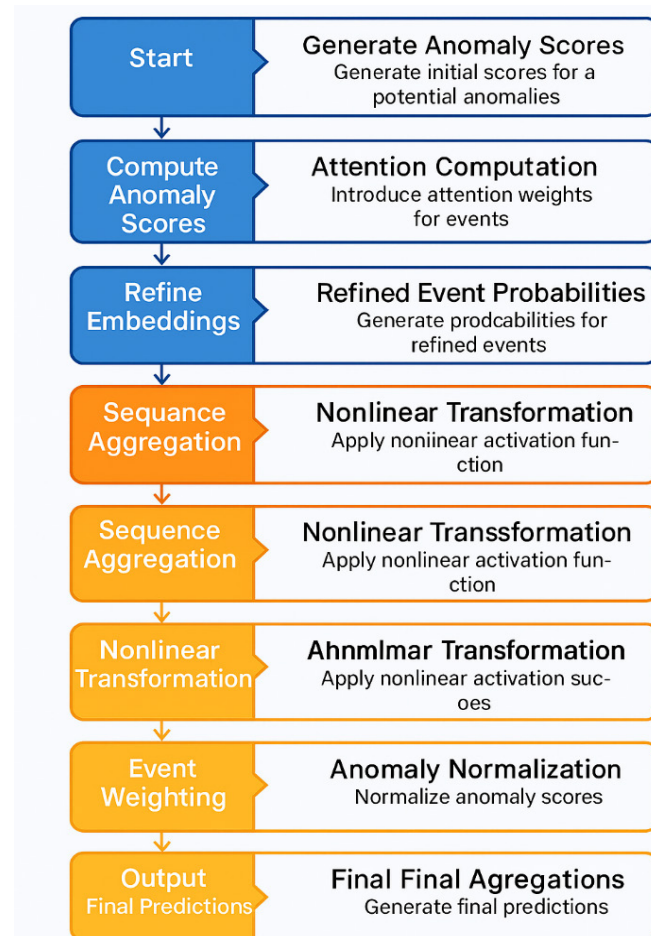 Start
Generate Anomaly Scores
Generate initial scores for a
potential anomalies
Compute
Anomaly
Scores
Attention Computation
Introduce attention weights
for events
Refine
Embeddings
Refined Event Probabilities
Generate prodcabilities for
refined events
Sequance
Aggregation
Nonlinear Transformation
Apply noniinear activation fun-
ction
Sequence
Aggregation
Nonlinear Transsformation
Apply nonlinear activation fun-
ction
Nonlinear
Transformation
Ahnmlmar Transformation
Apply nonlinear activation suc-
oes
Event
Weighting
Anomaly Normalization
Normalize anomaly scores
Output
Final Predictions
Final Final Agregations
Generate final predictions